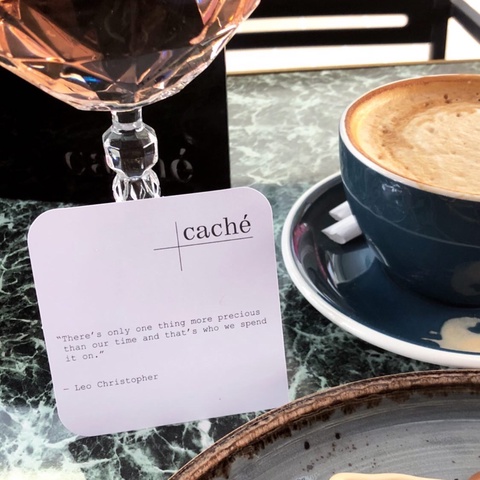 caché
caché
"There's only one thing more precious
than our time and that's who we spend
it on."
~ Leo Christopher